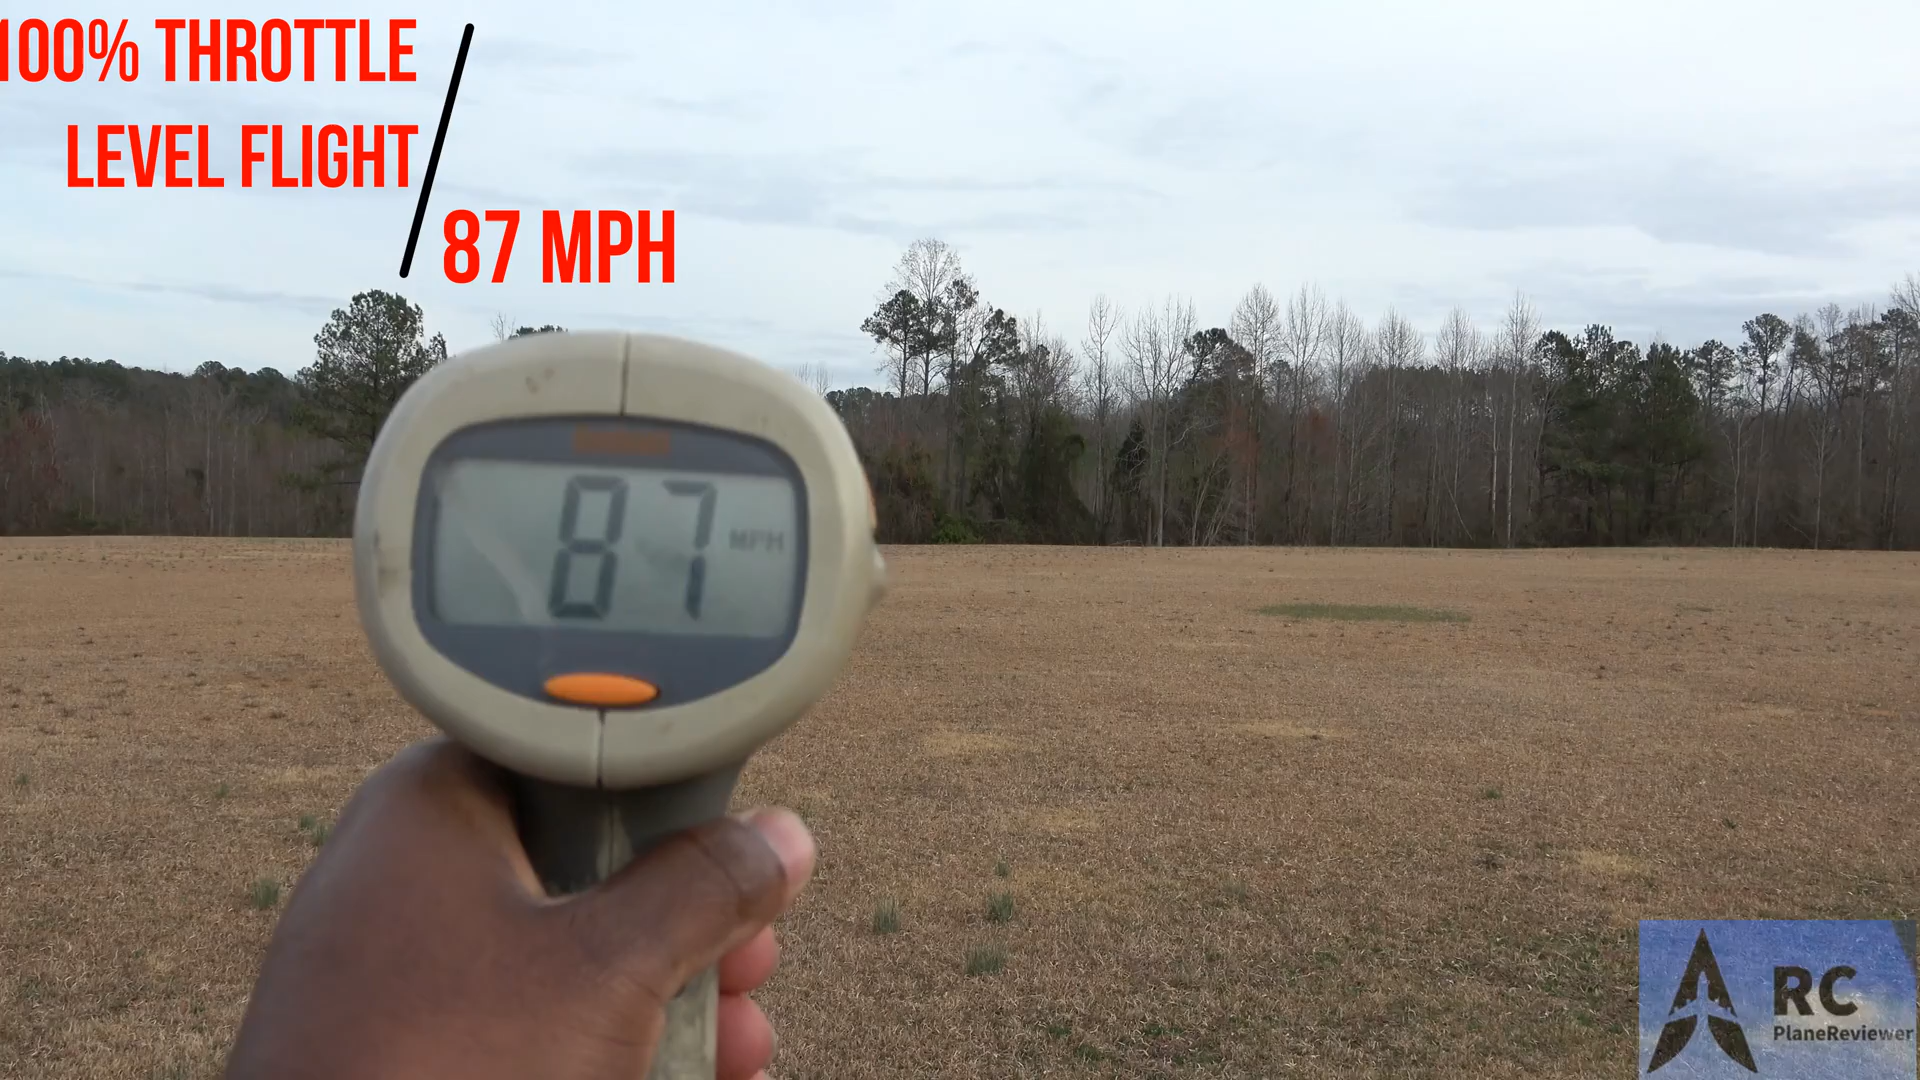 100% THROTTLE
LEVEL FLIGHT
87 MPH
87 MPH
RC
PlaneReviewer